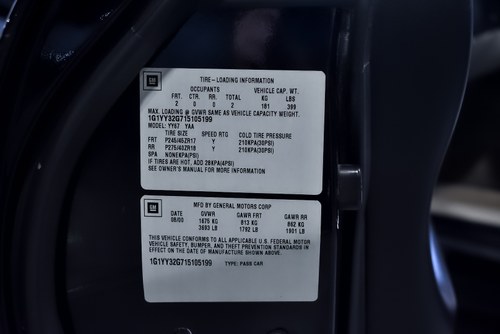 GM
TIRE-LOADING INFORMATION
OCCUPANTS VEHICLE CAP. WT.
FRT. CTR. RR. TOTAL KG LBS
2 0 0 2 181 399
MAX. LOADING @ GVWR SAME AS VEHICLE CAPACITY WEIGHT.
1G1YY32G715105199
MODEL: YY67 YAA
TIRE SIZE SPEED RTG COLD TIRE PRESSURE
FRT P245/45ZR17 Y 210KPA(30PSI)
RR P275/40ZR18 Y 210KPA(30PSI)
SPA NONEKPA(PSI)
IF TIRES ARE HOT, ADD 28KPA(4PSI)
SEE OWNER'S MANUAL FOR MORE INFORMATION
GM
MFD BY GENERAL MOTORS CORP
DATE GVWR GAWR FRT GAWR RR
08/00 1675 KG 813 KG 862 KG
3693 LB 1792 LB 1901 LB
THIS VEHICLE CONFORMS TO ALL APPLICABLE U.S. FEDERAL MOTOR
VEHICLE SAFETY, BUMPER, AND THEFT PREVENTION STANDARDS IN
EFFECT ON THE DATE OF MANUFACTURE SHOWN ABOVE.
1G1YY32G715105199 TYPE: PASS CAR